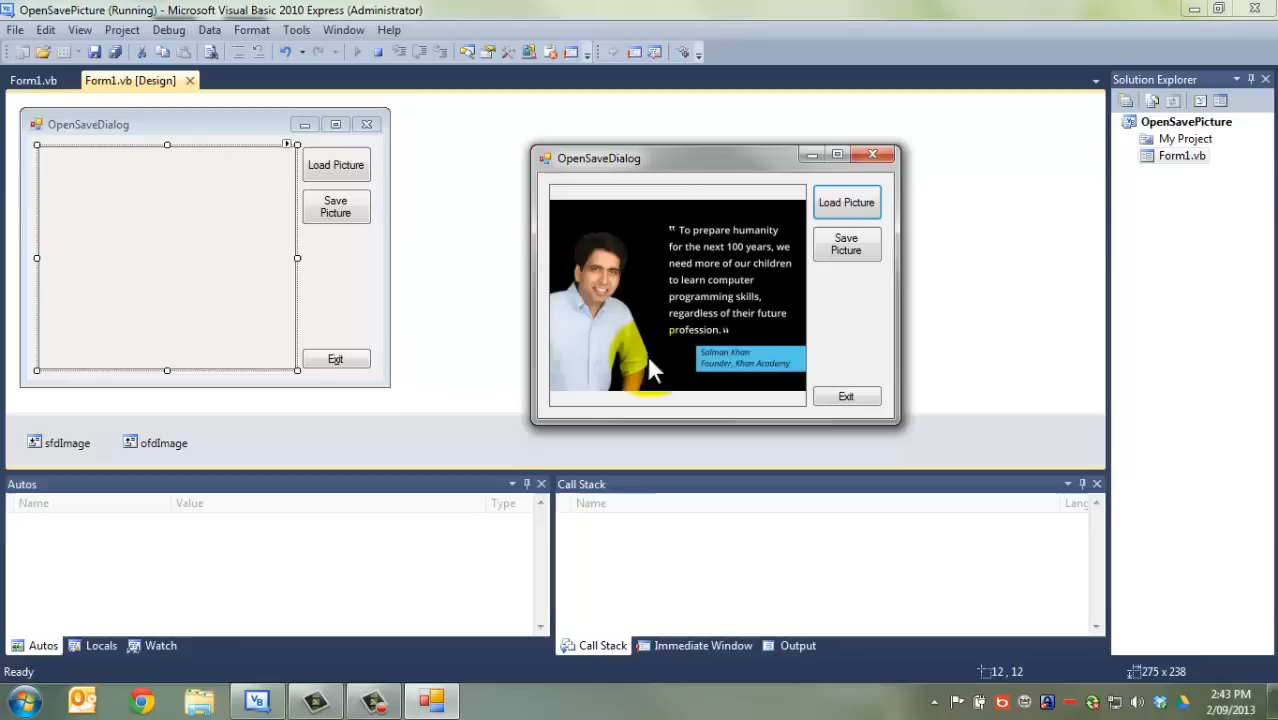 OpenSavePicture (Running) - Microsoft Visual Basic 2010 Express (Administrator)
File Edit View Project Debug Format Window Tools Help
Form1.vb Form1.vb [Design]
Solution Explorer
OpenSavePicture
My Project
Form1.vb
OpenSaveDialog
Load Picture
Save
Picture
Exit
OpenSaveDialog
“ To prepare humanity
for the next 100 years, we
need more of our children
to learn computer
programming skills,
regardless of their future
profession. ”
Salman Khan
Founder, Khan Academy
Load Picture
Save
Picture
Exit
sfdImage ofdImage
Autos
Name Value Type
Call Stack
Name Lang
Autos Locals Watch
Call Stack Immediate Window Output
Ready 12 , 12 275 x 238
2:43 PM
2/09/2013